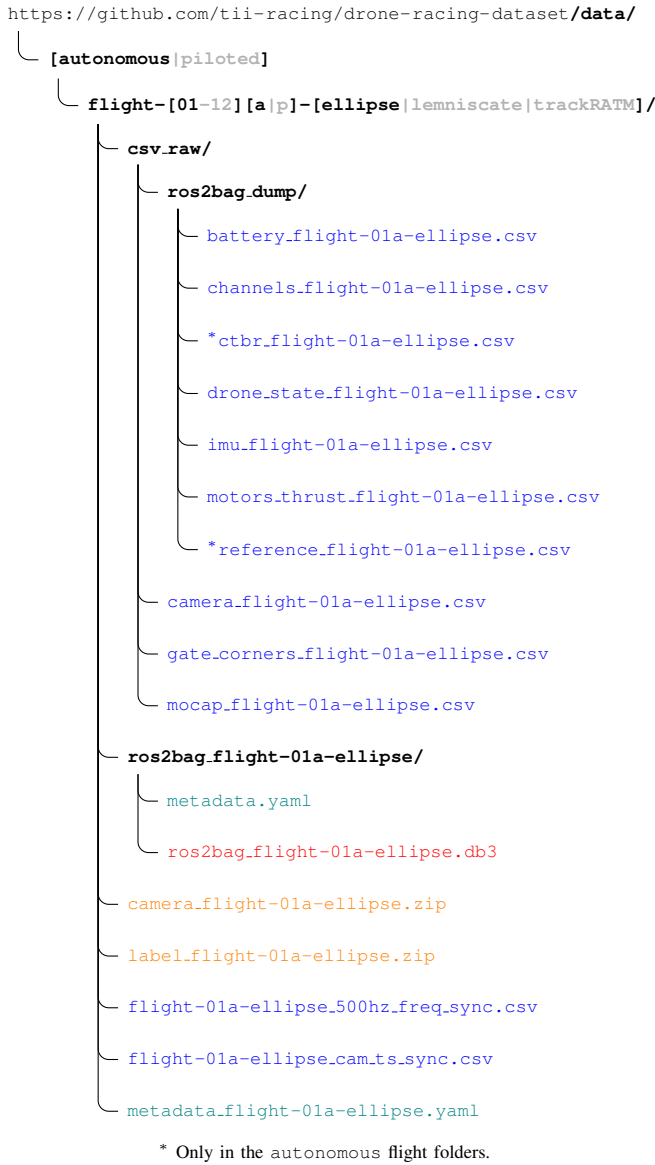 https://github.com/tii-racing/drone-racing-dataset/data/
[autonomous|piloted]
flight-[01-12][a|p]-[ellipse|lemniscate|trackRATM]/
csv_raw/
ros2bag_dump/
battery_flight-01a-ellipse.csv
channels_flight-01a-ellipse.csv
*ctbr_flight-01a-ellipse.csv
drone_state_flight-01a-ellipse.csv
imu_flight-01a-ellipse.csv
motors_thrust_flight-01a-ellipse.csv
*reference_flight-01a-ellipse.csv
camera_flight-01a-ellipse.csv
gate_corners_flight-01a-ellipse.csv
mocap_flight-01a-ellipse.csv
ros2bag_flight-01a-ellipse/
metadata.yaml
ros2bag_flight-01a-ellipse.db3
camera_flight-01a-ellipse.zip
label_flight-01a-ellipse.zip
flight-01a-ellipse_500hz_freq_sync.csv
flight-01a-ellipse_cam_ts_sync.csv
metadata_flight-01a-ellipse.yaml
* Only in the autonomous flight folders.